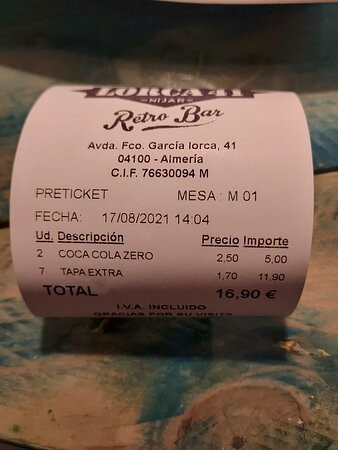 LORCA 41
- NIJAR -
Retro Bar
Avda. Fco. García lorca, 41
04100 - Almería
C.I.F. 76630094 M
PRETICKET MESA : M 01
FECHA: 17/08/2021 14:04
Ud. Descripción Precio Importe
2 COCA COLA ZERO 2,50 5,00
7 TAPA EXTRA 1,70 11,90
TOTAL 16,90 €
I.V.A. INCLUIDO
GRACIAS POR SU VISITA